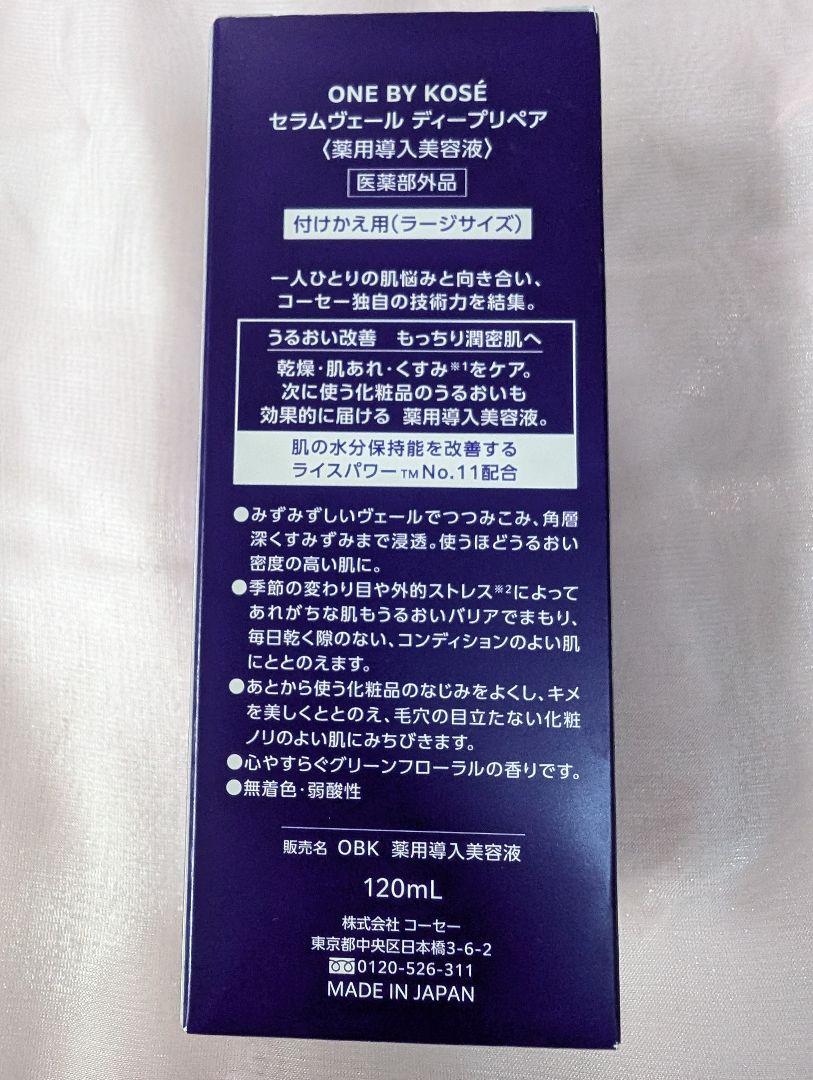 ONE BY KOSÉ
セラムヴェール ディープリペア
〈薬用導入美容液〉
医薬部外品
付けかえ用(ラージサイズ)
一人ひとりの肌悩みと向き合い、
コーセー独自の技術力を結集。
うるおい改善 もっちり潤密肌へ
乾燥・肌あれ・くすみ※1をケア。
次に使う化粧品のうるおいも
効果的に届ける 薬用導入美容液。
肌の水分保持能を改善する
ライスパワー™No.11配合
●みずみずしいヴェールでつつみこみ、角層
深くすみずみまで浸透。使うほどうるおい
密度の高い肌に。
●季節の変わり目や外的ストレス※2によって
あれがちな肌もうるおいバリアでまもり、
毎日乾く隙のない、コンディションのよい肌
にととのえます。
●あとから使う化粧品のなじみをよくし、キメ
を美しくととのえ、毛穴の目立たない化粧
ノリのよい肌にみちびきます。
●心やすらぐグリーンフローラルの香りです。
●無着色・弱酸性
販売名 OBK 薬用導入美容液
120mL
株式会社 コーセー
東京都中央区日本橋3-6-2
0120-526-311
MADE IN JAPAN